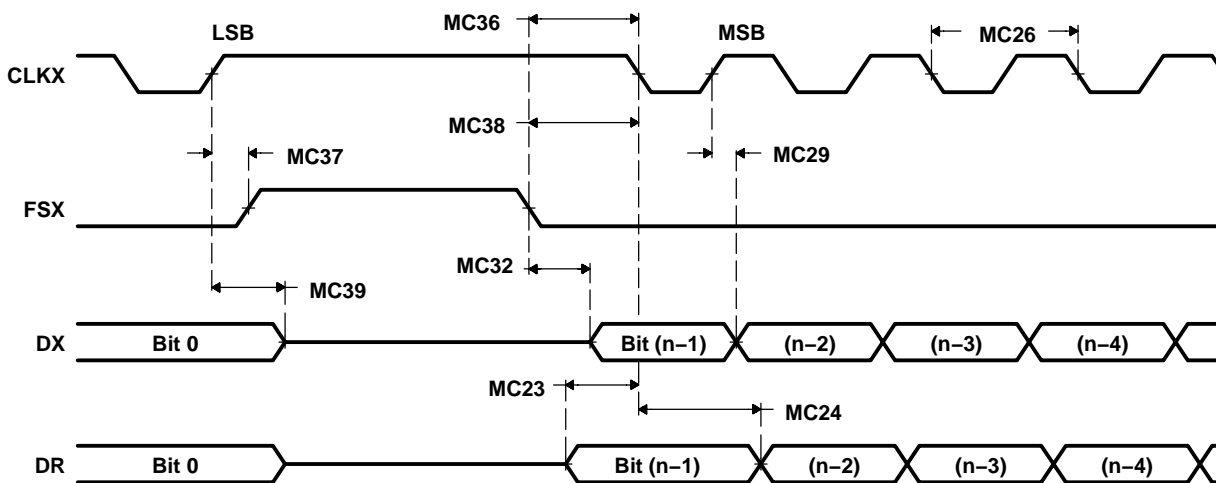 LSB
MC36
MSB
MC26
CLKX
MC38
MC37
MC29
FSX
MC32
MC39
DX
Bit 0
Bit (n−1)
(n−2)
(n−3)
(n−4)
MC23
MC24
DR
Bit 0
Bit (n−1)
(n−2)
(n−3)
(n−4)